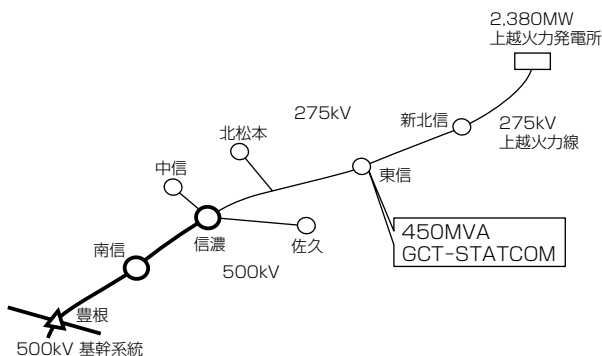 2,380MW
上越火力発電所
275kV
新北信
275kV
上越火力線
北松本
中信
東信
450MVA
GCT-STATCOM
信濃
佐久
南信
500kV
豊根
500kV 基幹系統